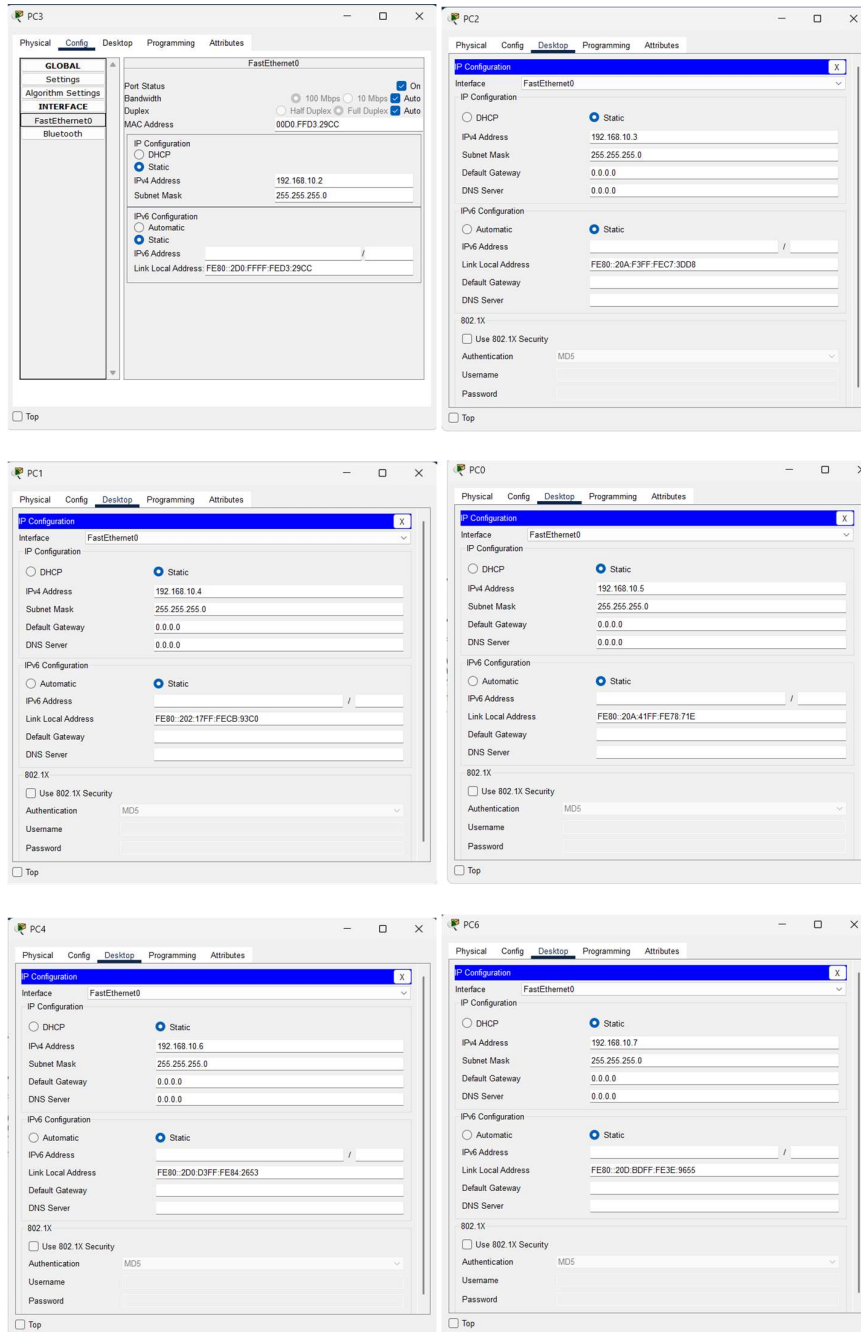 PC3
Physical Config Desktop Programming Attributes
GLOBAL
Settings
Algorithm Settings
INTERFACE
FastEthernet0
Bluetooth
FastEthernet0
Port Status On
Bandwidth 100 Mbps 10 Mbps Auto
Duplex Half Duplex Full Duplex Auto
MAC Address 00D0.FFD3.29CC
IP Configuration
DHCP
Static
IPv4 Address 192.168.10.2
Subnet Mask 255.255.255.0
IPv6 Configuration
Automatic
Static
IPv6 Address /
Link Local Address: FE80::2D0:FFFF:FED3:29CC
Top
PC2
Physical Config Desktop Programming Attributes
IP Configuration X
Interface FastEthernet0
IP Configuration
DHCP Static
IPv4 Address 192.168.10.3
Subnet Mask 255.255.255.0
Default Gateway 0.0.0.0
DNS Server 0.0.0.0
IPv6 Configuration
Automatic Static
IPv6 Address /
Link Local Address FE80::20A:F3FF:FEC7:3DD8
Default Gateway
DNS Server
802.1X
Use 802.1X Security
Authentication MD5
Username
Password
Top
PC1
Physical Config Desktop Programming Attributes
IP Configuration X
Interface FastEthernet0
IP Configuration
DHCP Static
IPv4 Address 192.168.10.4
Subnet Mask 255.255.255.0
Default Gateway 0.0.0.0
DNS Server 0.0.0.0
IPv6 Configuration
Automatic Static
IPv6 Address /
Link Local Address FE80::202:17FF:FECB:93C0
Default Gateway
DNS Server
802.1X
Use 802.1X Security
Authentication MD5
Username
Password
Top
PC0
Physical Config Desktop Programming Attributes
IP Configuration X
Interface FastEthernet0
IP Configuration
DHCP Static
IPv4 Address 192.168.10.5
Subnet Mask 255.255.255.0
Default Gateway 0.0.0.0
DNS Server 0.0.0.0
IPv6 Configuration
Automatic Static
IPv6 Address /
Link Local Address FE80::20A:41FF:FE78:71E
Default Gateway
DNS Server
802.1X
Use 802.1X Security
Authentication MD5
Username
Password
Top
PC4
Physical Config Desktop Programming Attributes
IP Configuration X
Interface FastEthernet0
IP Configuration
DHCP Static
IPv4 Address 192.168.10.6
Subnet Mask 255.255.255.0
Default Gateway 0.0.0.0
DNS Server 0.0.0.0
IPv6 Configuration
Automatic Static
IPv6 Address /
Link Local Address FE80::2D0:D3FF:FE84:2653
Default Gateway
DNS Server
802.1X
Use 802.1X Security
Authentication MD5
Username
Password
Top
PC6
Physical Config Desktop Programming Attributes
IP Configuration X
Interface FastEthernet0
IP Configuration
DHCP Static
IPv4 Address 192.168.10.7
Subnet Mask 255.255.255.0
Default Gateway 0.0.0.0
DNS Server 0.0.0.0
IPv6 Configuration
Automatic Static
IPv6 Address /
Link Local Address FE80::20D:BDFF:FE3E:9655
Default Gateway
DNS Server
802.1X
Use 802.1X Security
Authentication MD5
Username
Password
Top